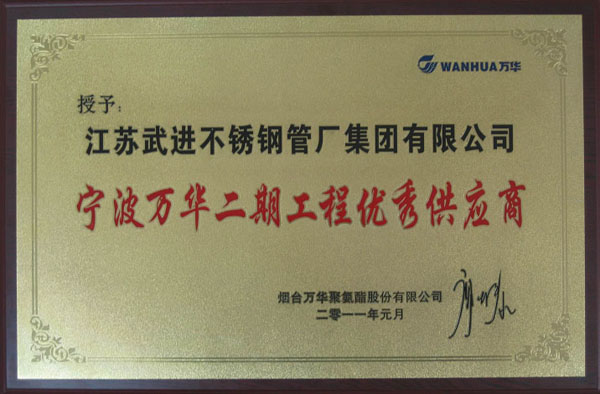 WANHUA万华
授予:
江苏武进不锈钢管厂集团有限公司
宁波万华二期工程优秀供应商
烟台万华聚氨酯股份有限公司
二零一一年元月